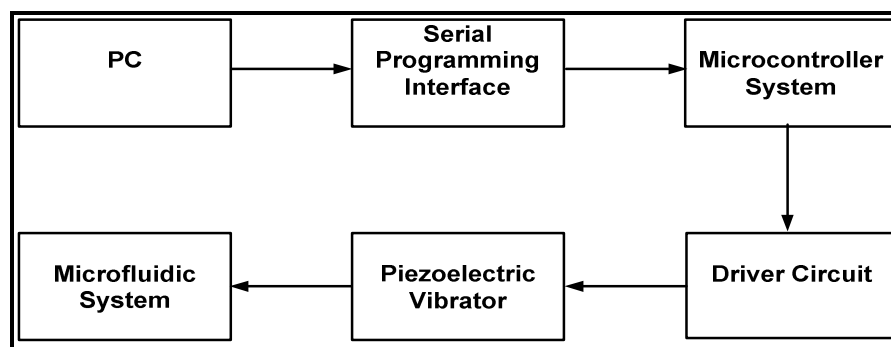 PC
Serial
Programming
Interface
Microcontroller
System
Microfluidic
System
Piezoelectric
Vibrator
Driver Circuit